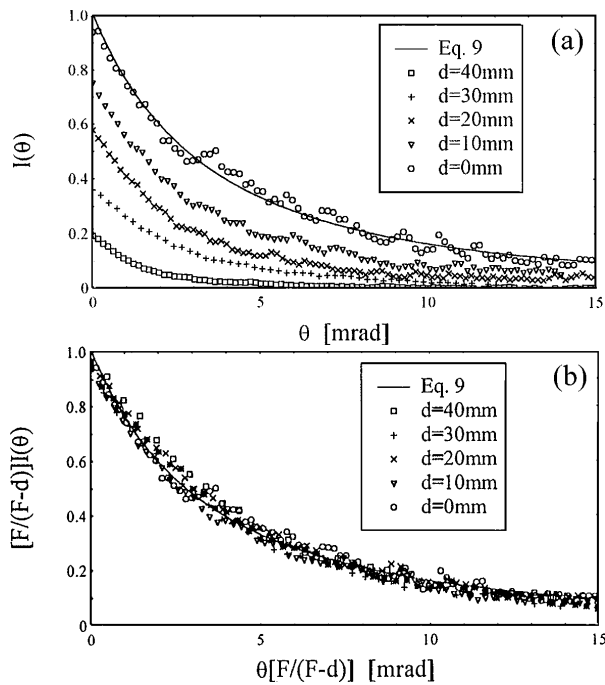 (a)
1.0
0.8
0.6
0.4
0.2
0
I(θ)
Eq. 9
d=40mm
d=30mm
d=20mm
d=10mm
d=0mm
0
5
10
15
θ [mrad]
(b)
1.0
0.8
0.6
0.4
0.2
0
[F/(F-d)]I(θ)
Eq. 9
d=40mm
d=30mm
d=20mm
d=10mm
d=0mm
0
5
10
15
θ[F/(F-d)] [mrad]